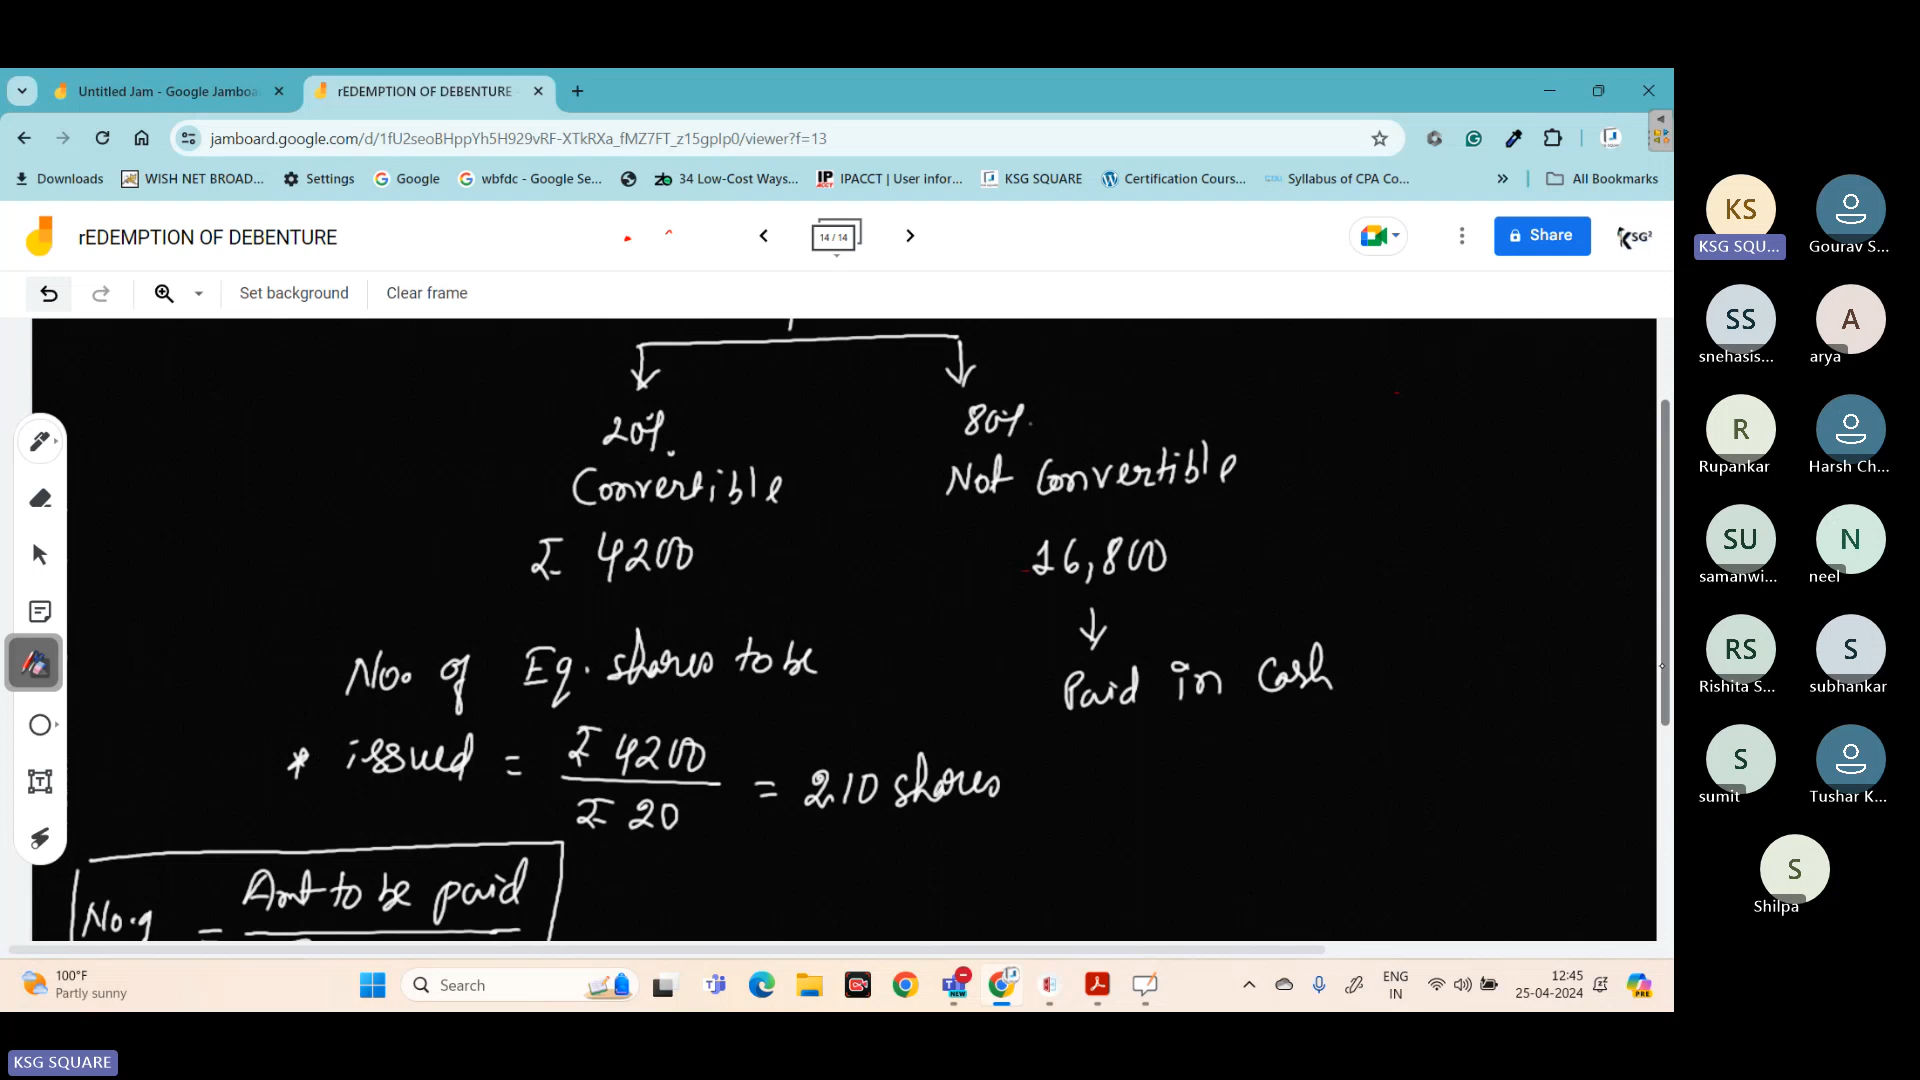 Untitled Jam - Google Jamboa
rEDEMPTION OF DEBENTURE
jamboard.google.com/d/1fU2seoBHppYh5H929vRF-XTkRXa_fMZ7FT_z15gpIp0/viewer?f=13
Downloads
WISH NET BROAD...
Settings
Google
wbfdc - Google Se...
34 Low-Cost Ways...
IPACCT | User infor...
KSG SQUARE
Certification Cours...
Syllabus of CPA Co...
All Bookmarks
rEDEMPTION OF DEBENTURE
14 / 14
Share
KSG²
Set background
Clear frame
20%.
80%.
Convertible
Not Convertible
₹ 4200
16,800
No. of Eq. shares to be
Paid in Cash
* issued = ₹ 4200
₹ 20
= 210 shares
Amt to be paid
No. of =
KS
KSG SQU...
Gourav S...
SS
snehasis...
A
arya
R
Rupankar
Harsh Ch...
SU
samanwi...
N
neel
RS
Rishita S...
S
subhankar
S
sumit
Tushar K...
S
Shilpa
100°F
Partly sunny
Search
NEW
ENG
IN
12:45
25-04-2024
PRE
KSG SQUARE